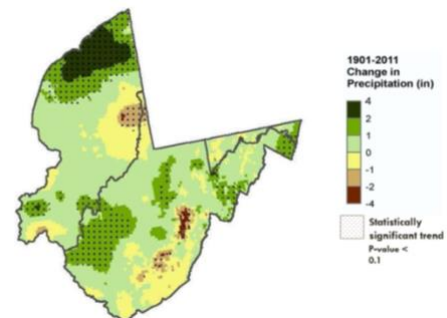 1901-2011
Change in
Precipitation (in)
4
2
1
0
-1
-2
-4
Statistically
significant trend
P-value <
0.1